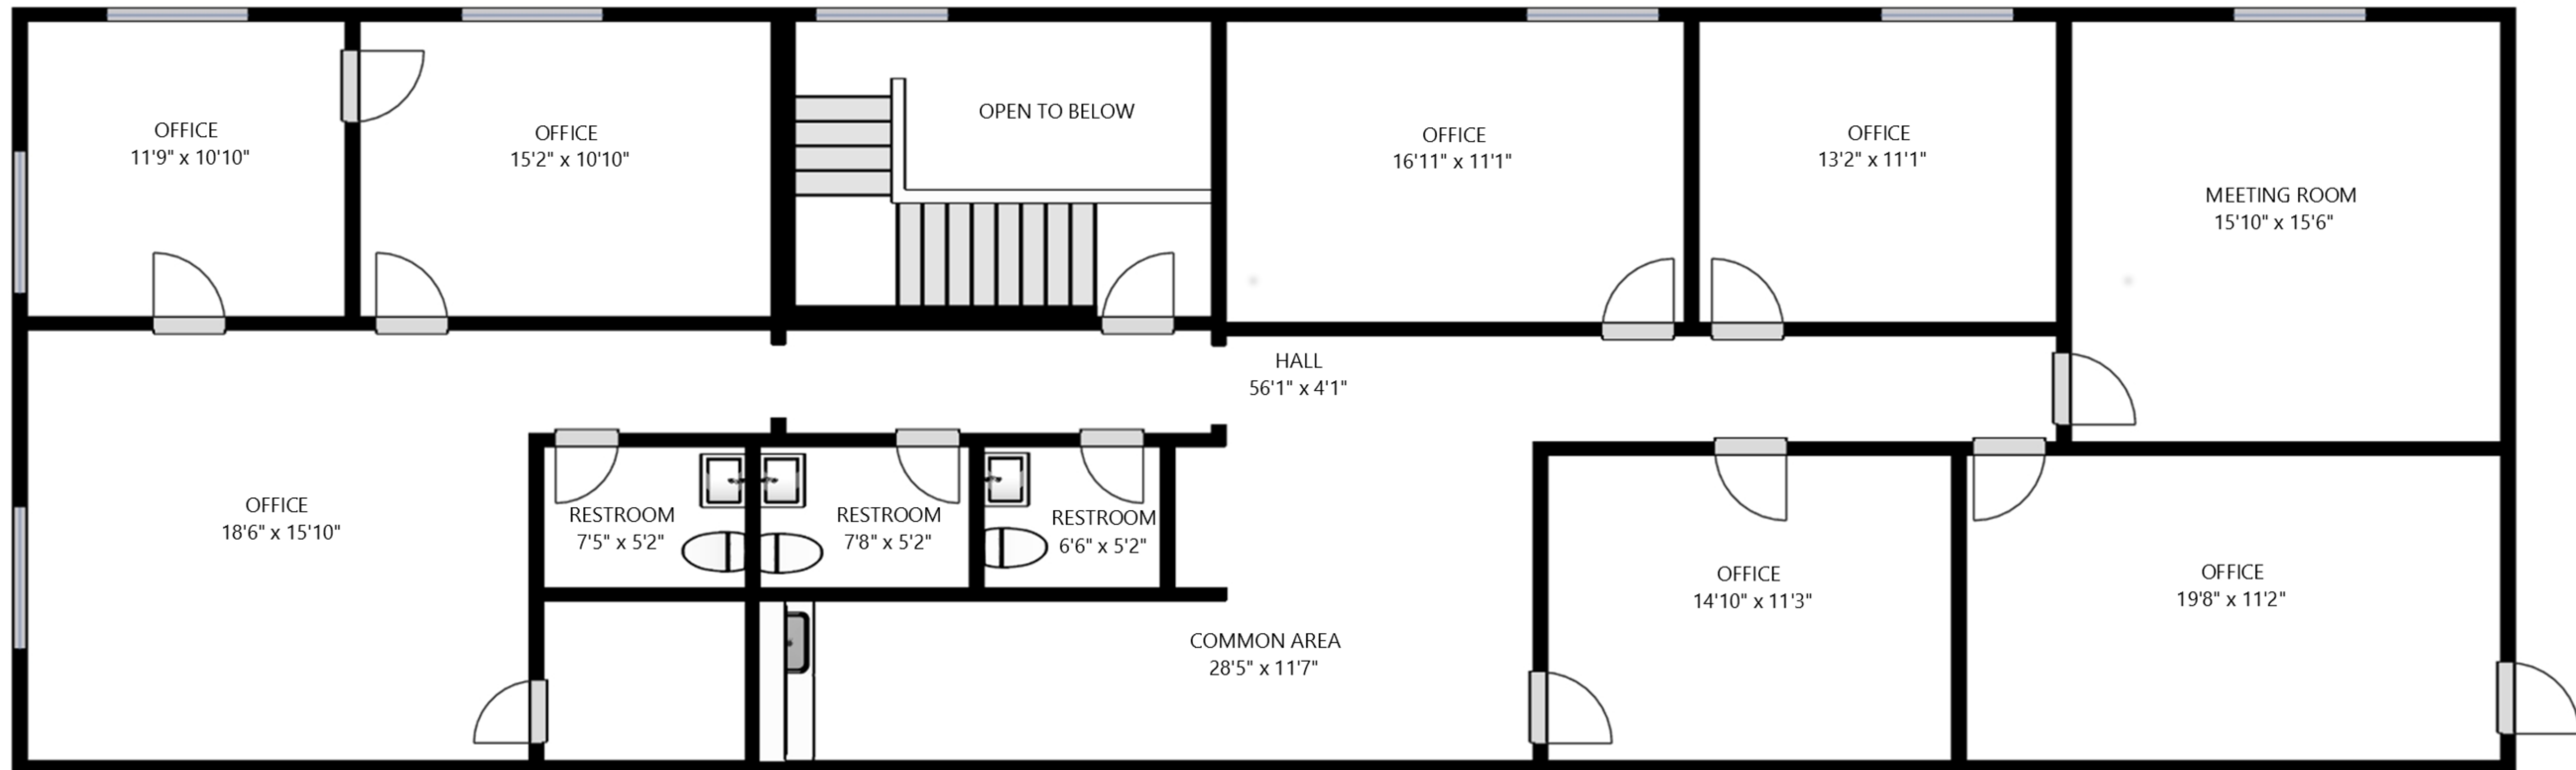 OFFICE
11'9" x 10'10"
OFFICE
15'2" x 10'10"
OPEN TO BELOW
OFFICE
16'11" x 11'1"
OFFICE
13'2" x 11'1"
MEETING ROOM
15'10" x 15'6"
HALL
56'1" x 4'1"
OFFICE
18'6" x 15'10"
RESTROOM
7'5" x 5'2"
RESTROOM
7'8" x 5'2"
RESTROOM
6'6" x 5'2"
COMMON AREA
28'5" x 11'7"
OFFICE
14'10" x 11'3"
OFFICE
19'8" x 11'2"